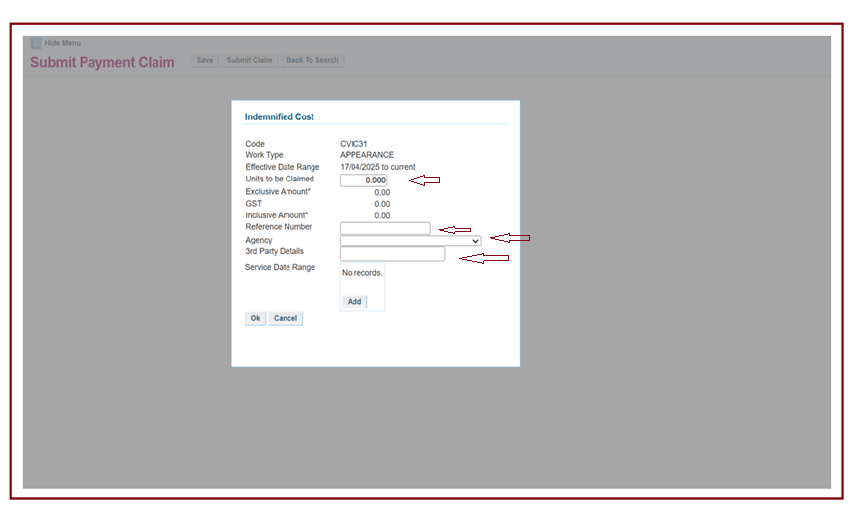 Hide Menu
Submit Payment Claim Save Submit Claim Back To Search
Indemnified Cost
Code CVIC31
Work Type APPEARANCE
Effective Date Range 17/04/2025 to current
Units to be Claimed 0.000
Exclusive Amount* 0.00
GST 0.00
Inclusive Amount* 0.00
Reference Number
Agency
3rd Party Details
Service Date Range
No records.
Add
Ok Cancel